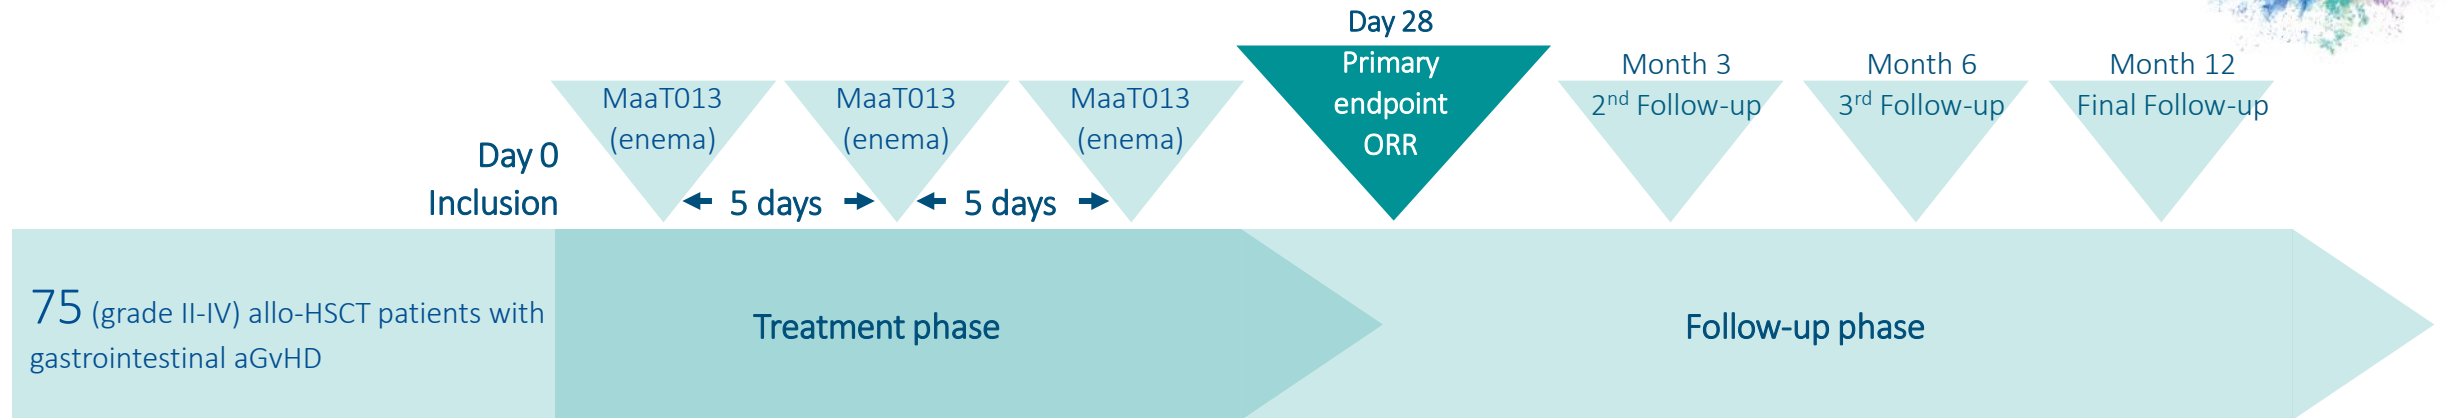 Day 0
Inclusion
MaaT013
(enema)
5 days
MaaT013
(enema)
5 days
MaaT013
(enema)
Day 28
Primary
endpoint
ORR
Month 3
2nd Follow-up
Month 6
3rd Follow-up
Month 12
Final Follow-up
75 (grade II-IV) allo-HSCT patients with
gastrointestinal aGvHD
Treatment phase
Follow-up phase